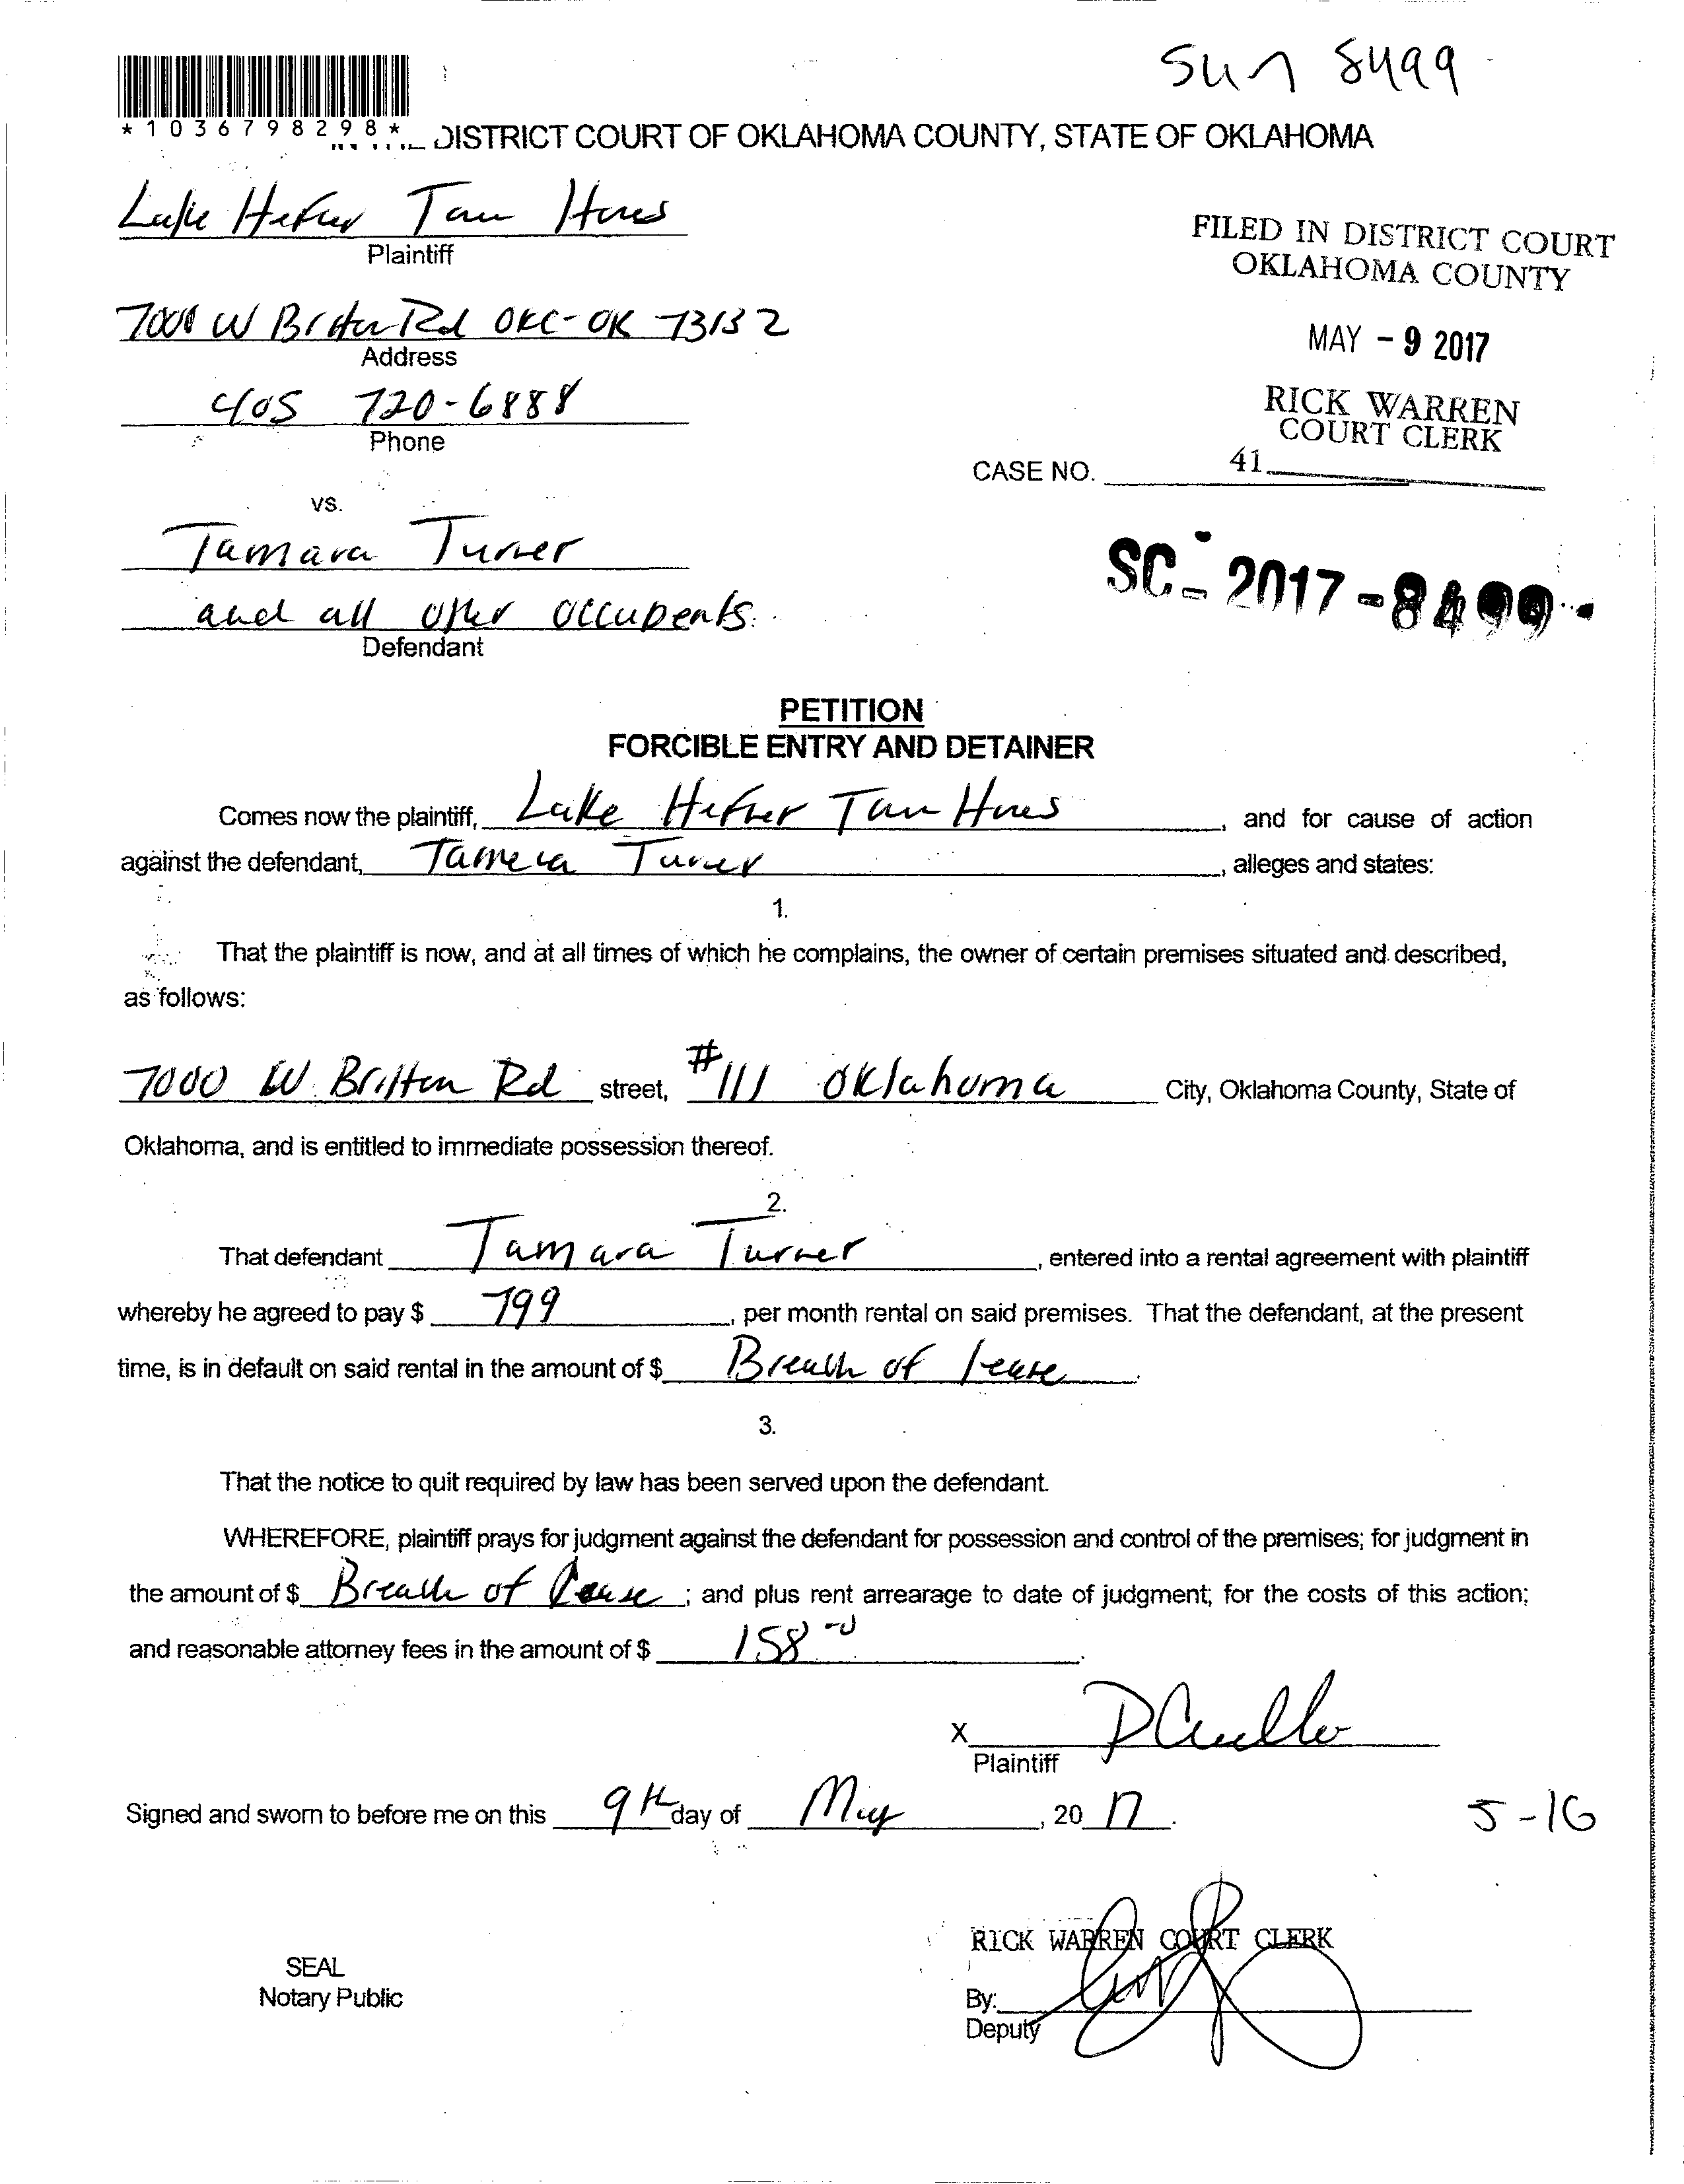 sun 8499
*1036798298*
DISTRICT COURT OF OKLAHOMA COUNTY, STATE OF OKLAHOMA
Lake Hefner Town Homes
Plaintiff
FILED IN DISTRICT COURT
OKLAHOMA COUNTY
7000 W Britton Rd OKC-OK 73132
Address
MAY - 9 2017
405 720-6888
Phone
RICK WARREN
COURT CLERK
CASE NO. 41
vs.
Tamara Turner
and all other occupents
Defendant
SC-2017-8499-
PETITION
FORCIBLE ENTRY AND DETAINER
Comes now the plaintiff, Lake Hefner Town Homes, and for cause of action
against the defendant, Tamera Turner, alleges and states:
1.
That the plaintiff is now, and at all times of which he complains, the owner of certain premises situated and described,
as follows:
7000 W Britton Rd street, #111 Oklahoma City, Oklahoma County, State of
Oklahoma, and is entitled to immediate possession thereof.
2.
That defendant Tamara Turner, entered into a rental agreement with plaintiff
whereby he agreed to pay $ 799, per month rental on said premises. That the defendant, at the present
time, is in default on said rental in the amount of $ Breach of lease.
3.
That the notice to quit required by law has been served upon the defendant.
WHEREFORE, plaintiff prays for judgment against the defendant for possession and control of the premises; for judgment in
the amount of $ Breach of Lease; and plus rent arrearage to date of judgment; for the costs of this action;
and reasonable attorney fees in the amount of $ 158.
X
Plaintiff
Signed and sworn to before me on this 9th day of May, 20 17.
5-16
RICK WARREN COURT CLERK
SEAL
Notary Public
By:
Deputy